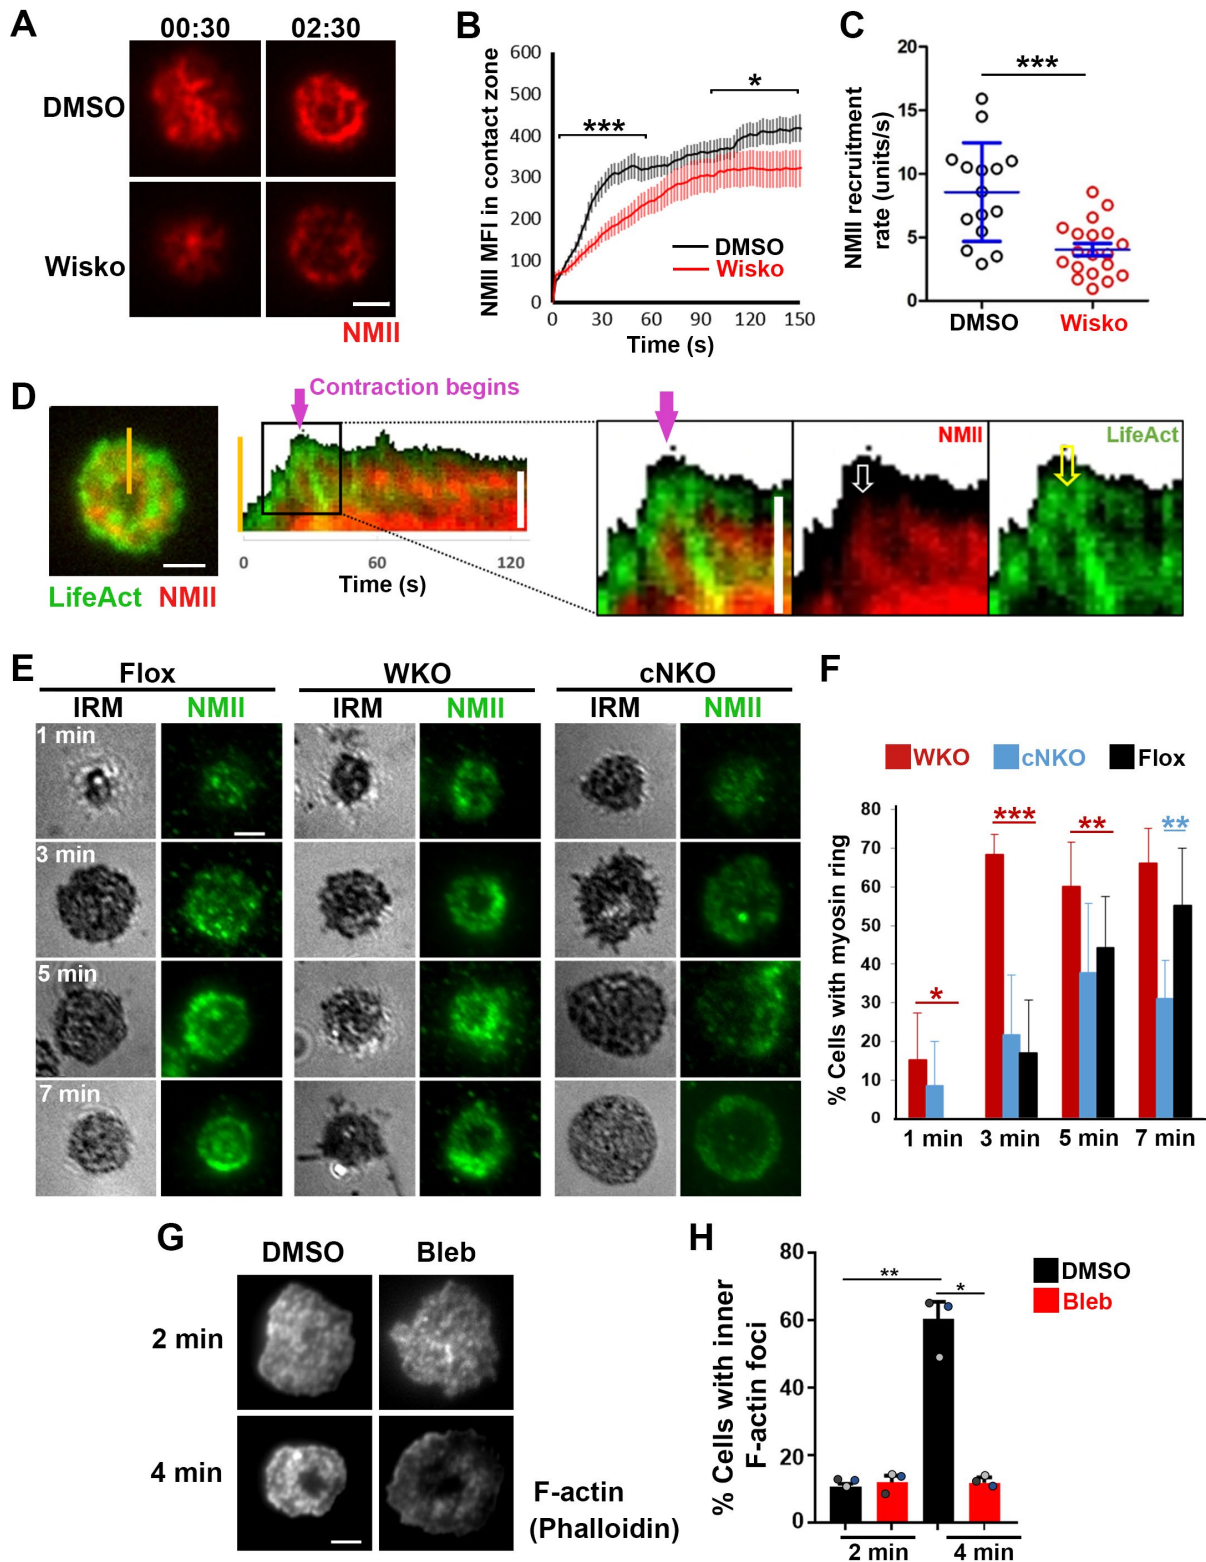 A
00:30 02:30
DMSO
Wisko
NMII
B
NMII MFI in contact zone
600
500
400
300
200
100
0
***
*
DMSO
Wisko
0 30 60 90 120 150
Time (s)
C
NMII recruitment
rate (units/s)
20
15
10
5
0
***
DMSO Wisko
D
LifeAct NMII
Contraction begins
0 60 120
Time (s)
NMII
LifeAct
E
Flox WKO cNKO
IRM NMII IRM NMII IRM NMII
1 min
3 min
5 min
7 min
F
WKO cNKO Flox
% Cells with myosin ring
80
70
60
50
40
30
20
10
0
*
***
**
**
1 min 3 min 5 min 7 min
G
DMSO Bleb
2 min
4 min
F-actin
(Phalloidin)
H
% Cells with inner
F-actin foci
80
60
40
20
0
**
*
DMSO
Bleb
2 min 4 min